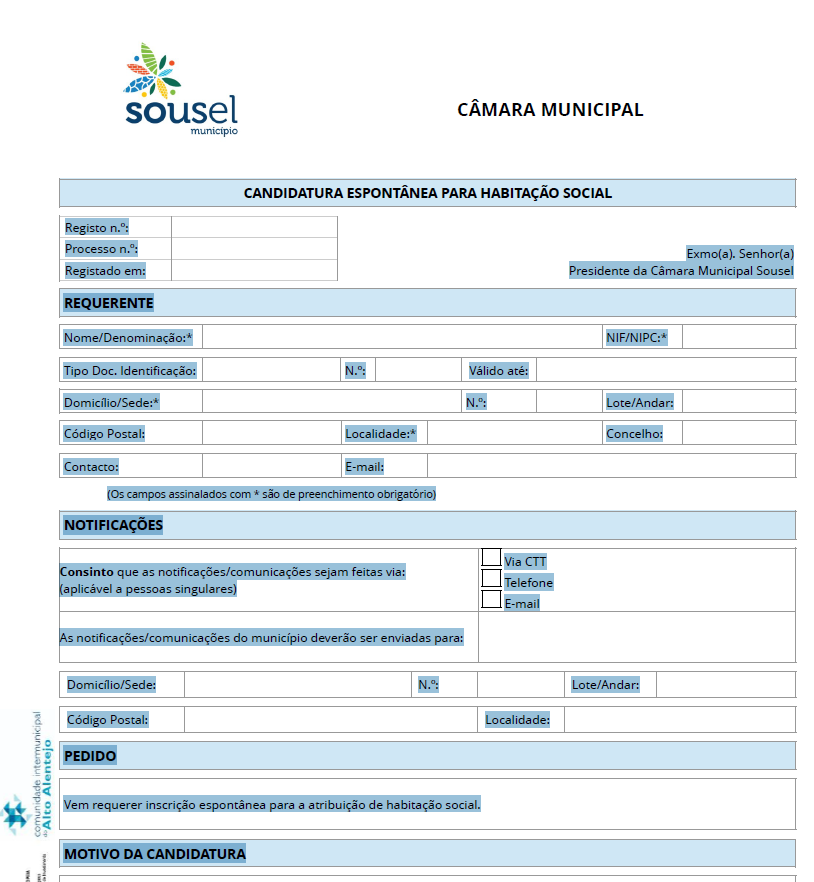 sousel
município
CÂMARA MUNICIPAL
CANDIDATURA ESPONTÂNEA PARA HABITAÇÃO SOCIAL
Registo n.º:
Processo n.º:
Registado em:
Exmo(a). Senhor(a)
Presidente da Câmara Municipal Sousel
REQUERENTE
Nome/Denominação:* NIF/NIPC:*
Tipo Doc. Identificação: N.º: Válido até:
Domicílio/Sede:* N.º: Lote/Andar:
Código Postal: Localidade:* Concelho:
Contacto: E-mail:
(Os campos assinalados com * são de preenchimento obrigatório)
NOTIFICAÇÕES
Consinto que as notificações/comunicações sejam feitas via:
(aplicável a pessoas singulares)
Via CTT
Telefone
E-mail
As notificações/comunicações do município deverão ser enviadas para:
Domicílio/Sede: N.º: Lote/Andar:
Código Postal: Localidade:
PEDIDO
Vem requerer inscrição espontânea para a atribuição de habitação social.
MOTIVO DA CANDIDATURA
comunidade intermunicipal
do Alto Alentejo